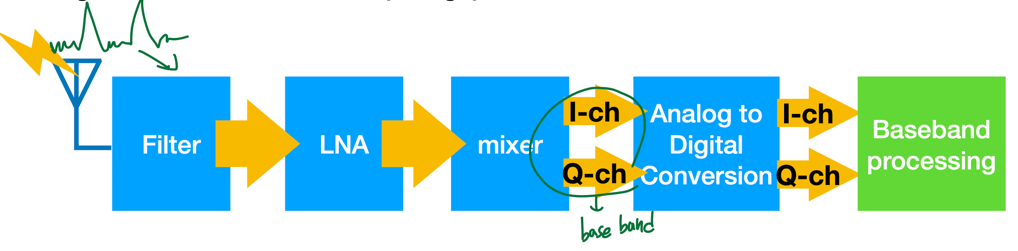 Filter
LNA
mixer
I-ch
Q-ch
Analog to
Digital
Conversion
I-ch
Q-ch
Baseband
processing
base band